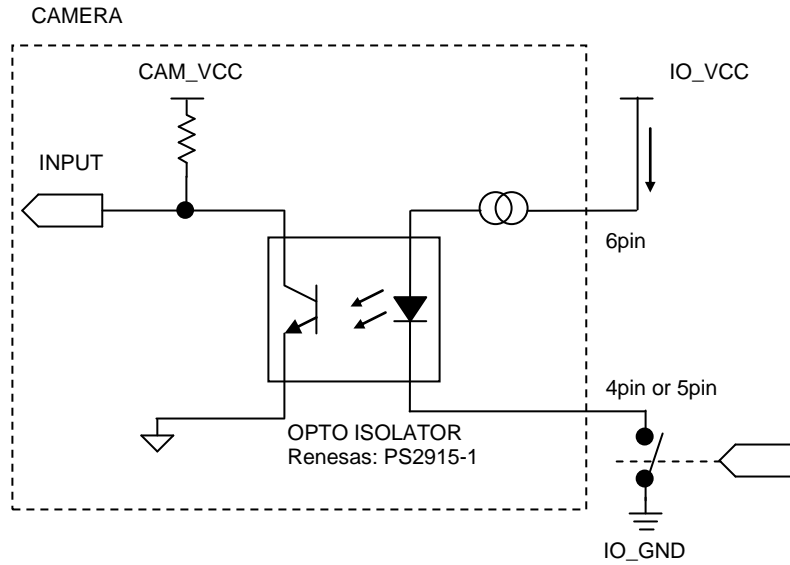 CAMERA
CAM_VCC
IO_VCC
INPUT
6pin
4pin or 5pin
OPTO ISOLATOR
Renesas: PS2915-1
IO_GND